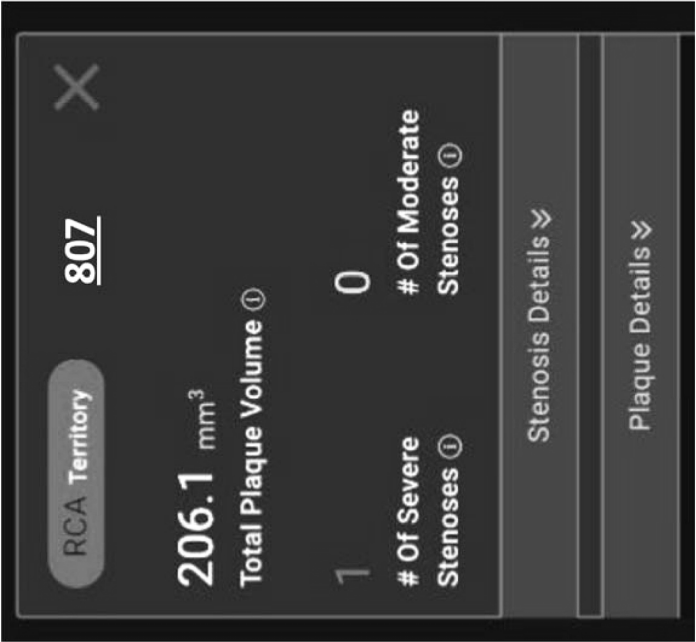 RCA Territory
807
206.1 mm³
Total Plaque Volume ⓘ
1
# Of Severe
Stenoses ⓘ
0
# Of Moderate
Stenoses ⓘ
Stenosis Details
Plaque Details